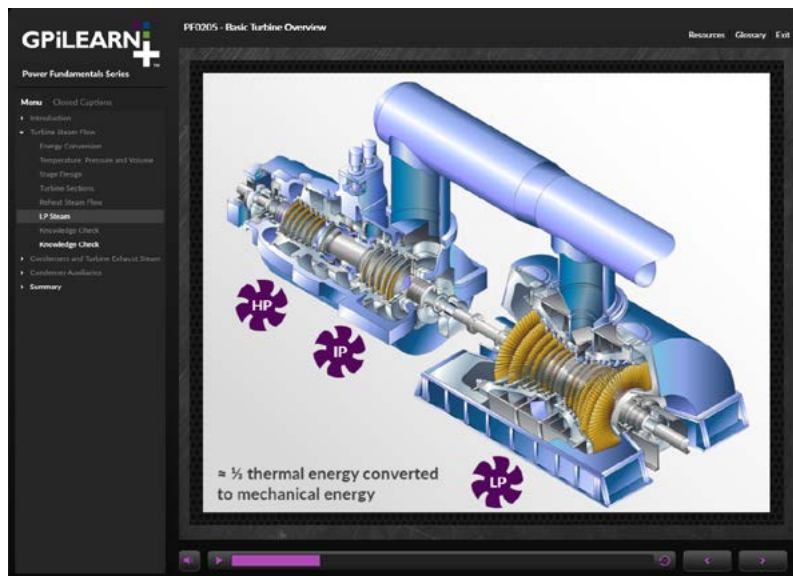 PF0205 - Basic Turbine Overview
Resources Glossary Exit
GPiLEARN+
TM
Power Fundamentals Series
Menu Closed Captions
Introduction
Turbine Steam Flow
Energy Conversion
Temperature, Pressure and Volume
Stage Design
Turbine Sections
Reheat Steam Flow
LP Steam
Knowledge Check
Knowledge Check
Condensers and Turbine Exhaust Steam
Condenser Auxiliaries
Summary
HP
IP
LP
≈ ⅓ thermal energy converted
to mechanical energy